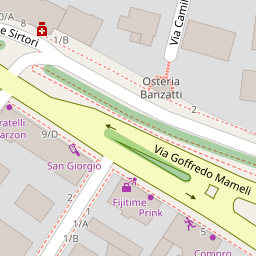 8
e Sirtori
1/B
Via Camil
Osteria
Banzatti
2
ratelli
arzon
9/D
San Giorgio
Via Goffredo Mameli
1/B
Fijitime
Prink
2
1/A
1/A
1
Compro